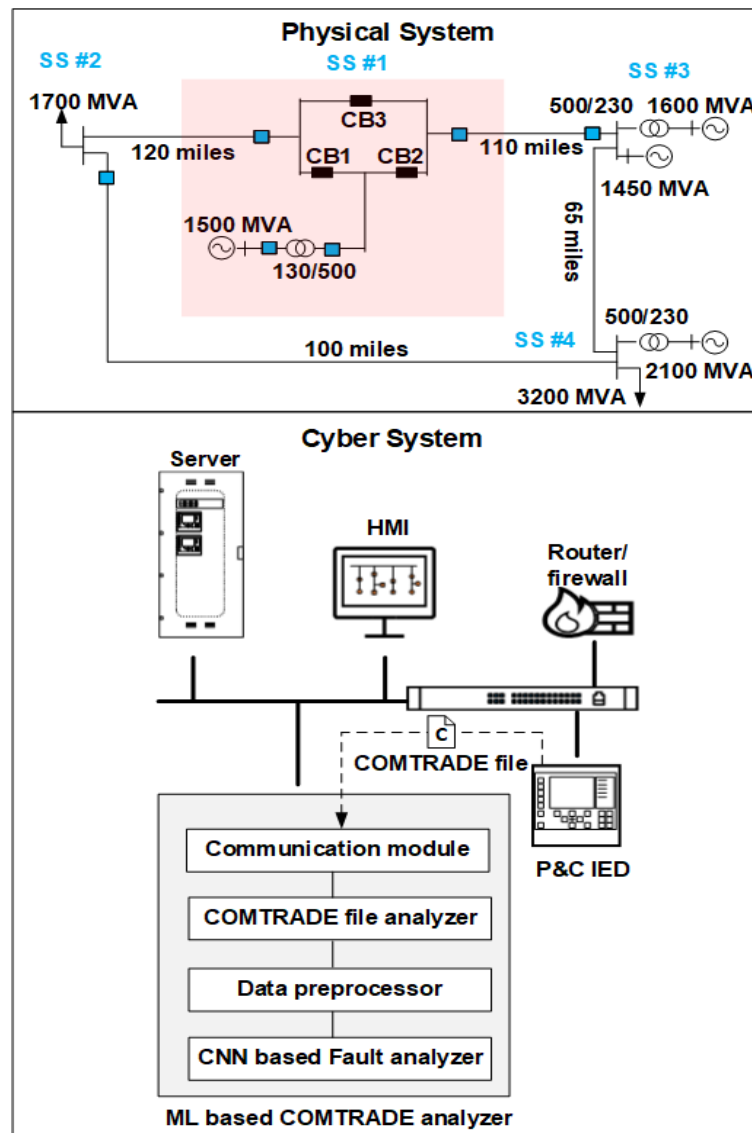 Physical System
SS #2
SS #1
SS #3
1700 MVA
500/230
1600 MVA
CB3
120 miles
110 miles
CB1
CB2
1450 MVA
1500 MVA
65 miles
130/500
500/230
100 miles
SS #4
2100 MVA
3200 MVA
Cyber System
Server
HMI
Router/
firewall
C
COMTRADE file
Communication module
P&C IED
COMTRADE file analyzer
Data preprocessor
CNN based Fault analyzer
ML based COMTRADE analyzer